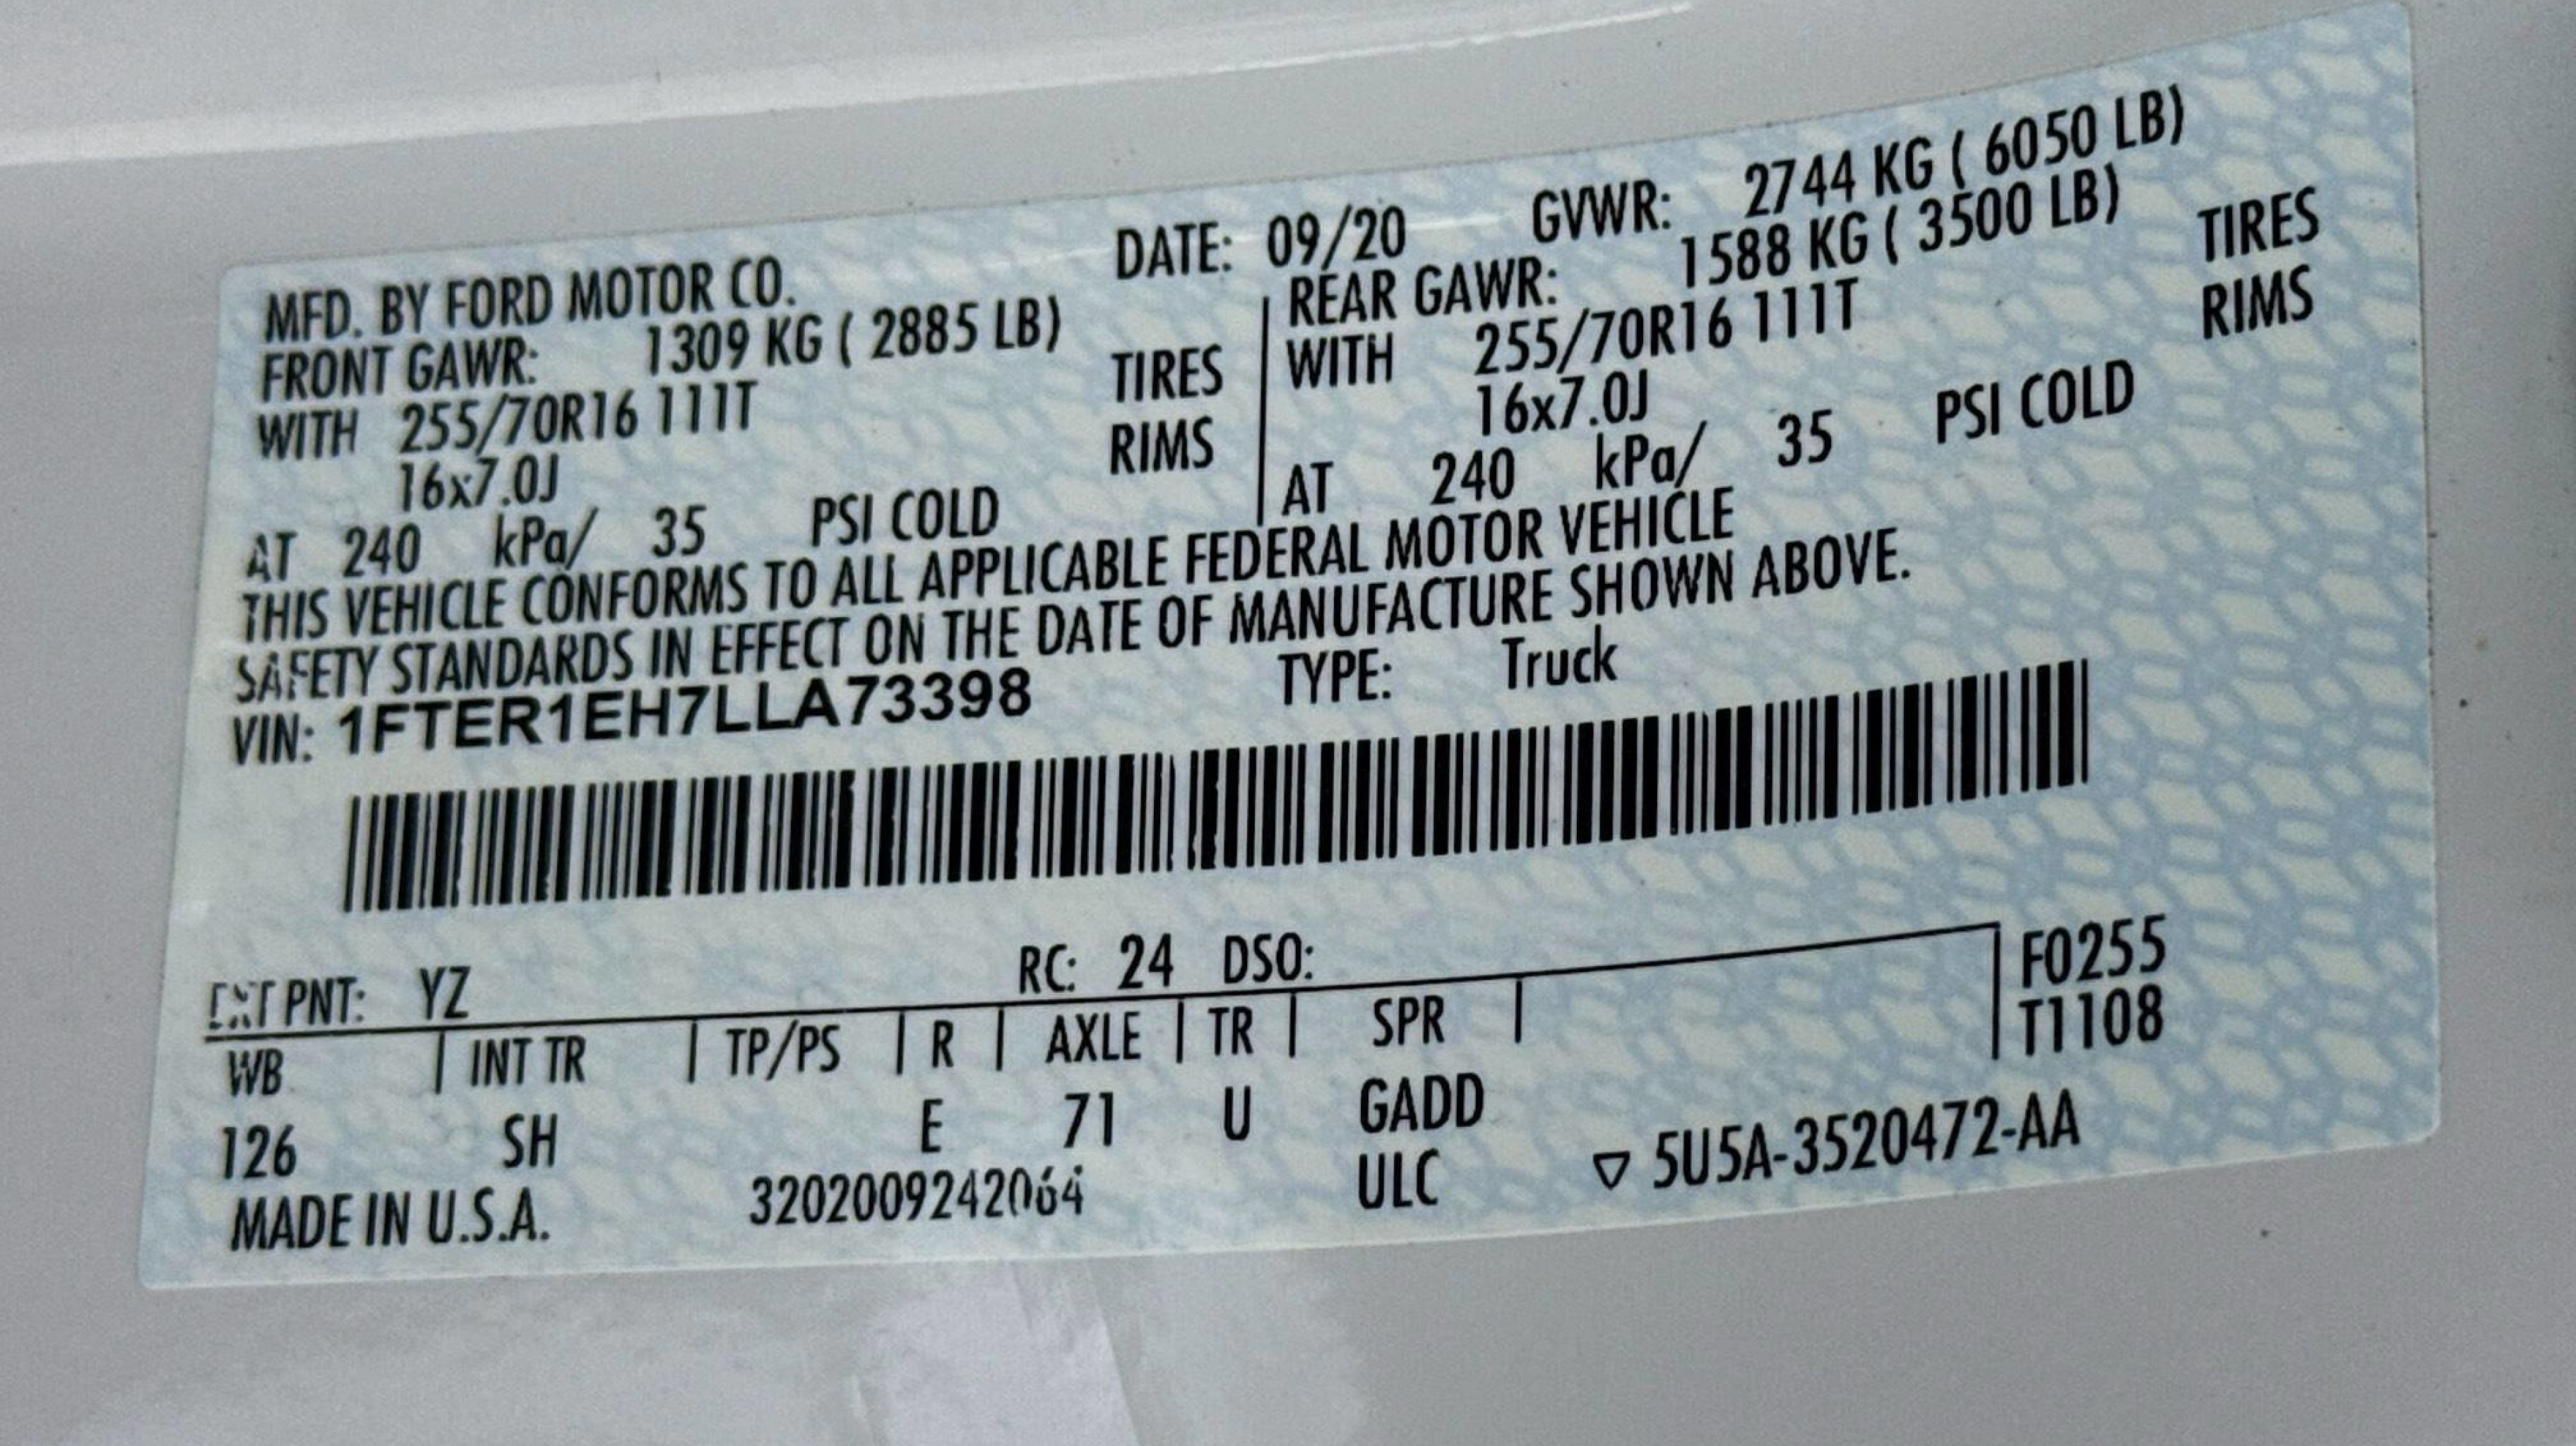 MFD. BY FORD MOTOR CO. DATE: 09/20 GVWR: 2744 KG ( 6050 LB)
FRONT GAWR: 1309 KG ( 2885 LB) REAR GAWR: 1588 KG ( 3500 LB)
WITH 255/70R16 111T TIRES WITH 255/70R16 111T TIRES
16x7.0J RIMS 16x7.0J RIMS
AT 240 kPa/ 35 PSI COLD AT 240 kPa/ 35 PSI COLD
THIS VEHICLE CONFORMS TO ALL APPLICABLE FEDERAL MOTOR VEHICLE
SAFETY STANDARDS IN EFFECT ON THE DATE OF MANUFACTURE SHOWN ABOVE.
VIN: 1FTER1EH7LLA73398 TYPE: Truck
EXT PNT: YZ RC: 24 DSO: F0255
WB | INT TR | TP/PS | R | AXLE | TR | SPR | T1108
126 SH E 71 U GADD
MADE IN U.S.A. 3202009242064 ULC ▽ 5U5A-3520472-AA